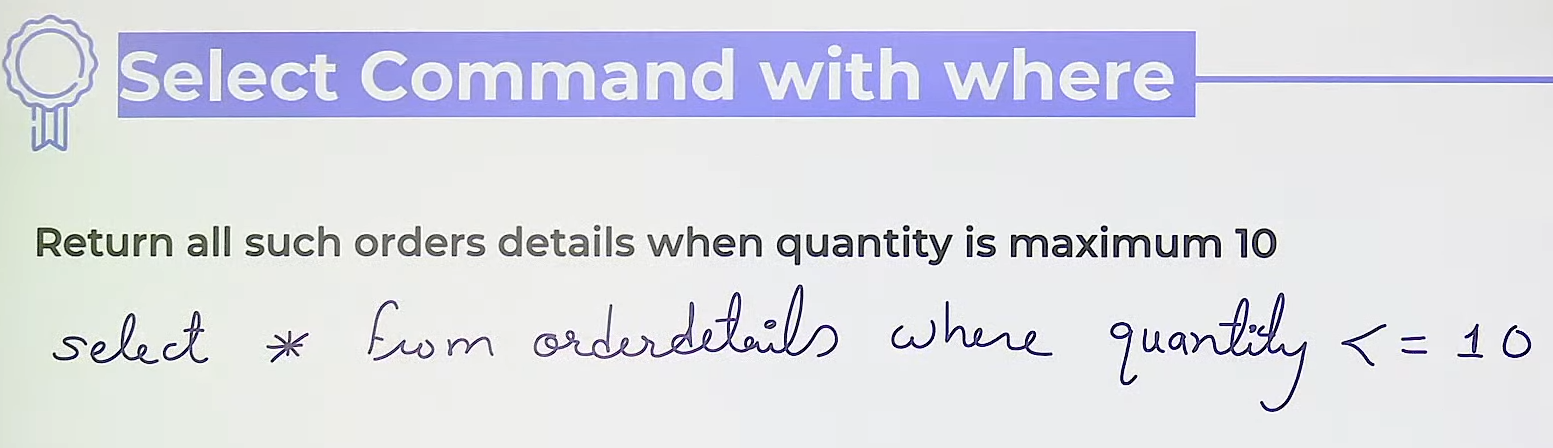 Select Command with where
Return all such orders details when quantity is maximum 10
select * from orderdetails where quantity <= 10